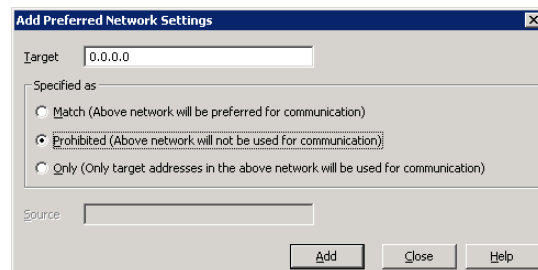 Add Preferred Network Settings
Target 0.0.0.0
Specified as
Match (Above network will be preferred for communication)
Prohibited (Above network will not be used for communication)
Only (Only target addresses in the above network will be used for communication)
Source
Add Close Help